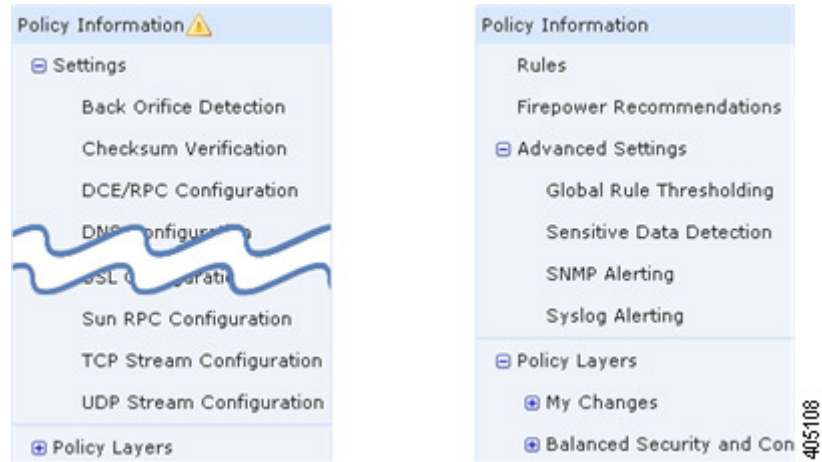 Policy Information
Settings
Back Orifice Detection
Checksum Verification
DCE/RPC Configuration
Sun RPC Configuration
TCP Stream Configuration
UDP Stream Configuration
Policy Layers
Policy Information
Rules
Firepower Recommendations
Advanced Settings
Global Rule Thresholding
Sensitive Data Detection
SNMP Alerting
Syslog Alerting
Policy Layers
My Changes
Balanced Security and Con
405108